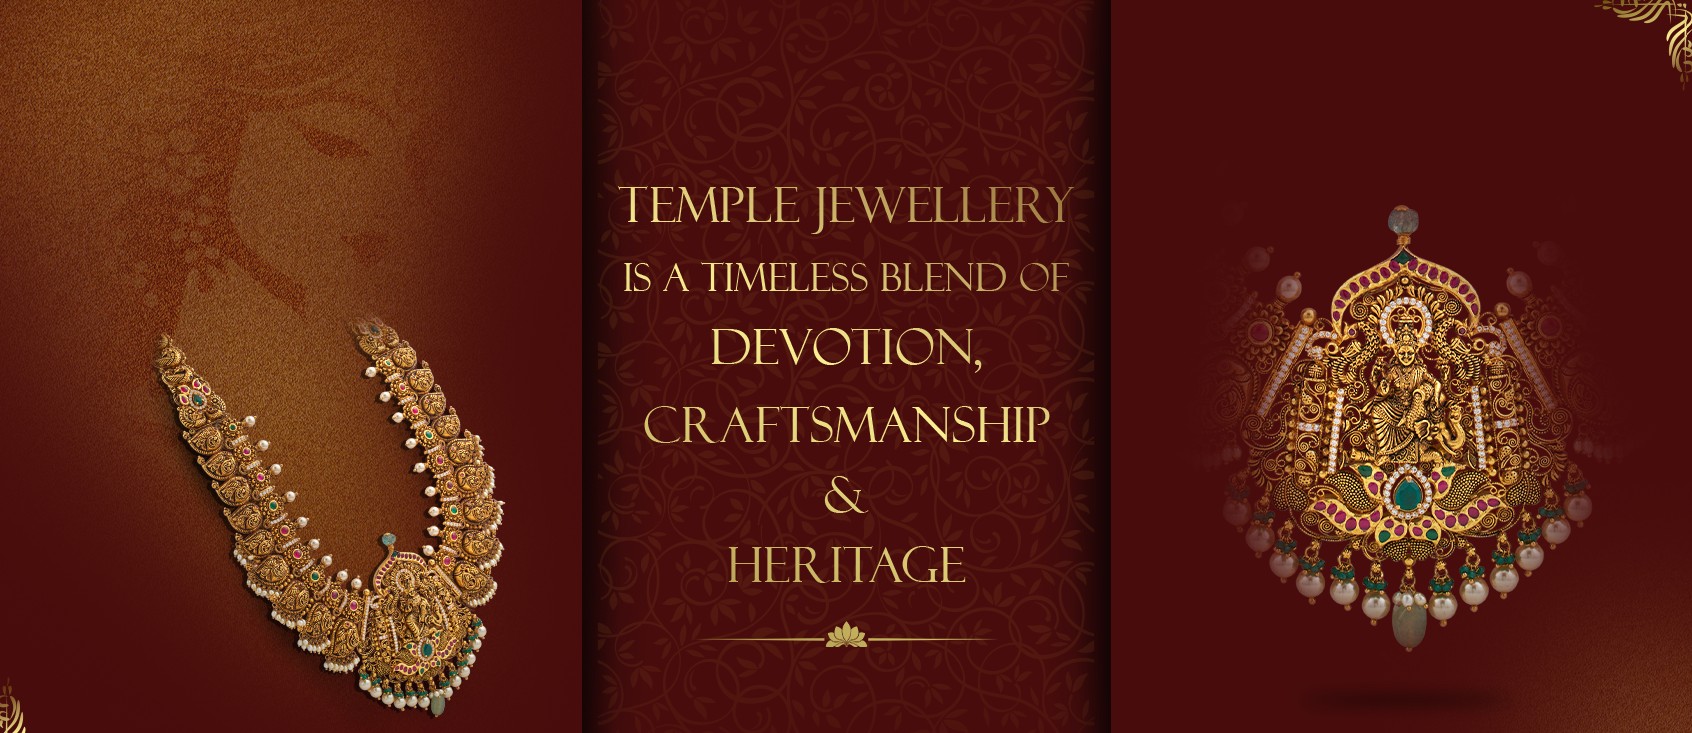 TEMPLE JEWELLERY
IS A TIMELESS BLEND OF
DEVOTION,
CRAFTSMANSHIP
&
HERITAGE